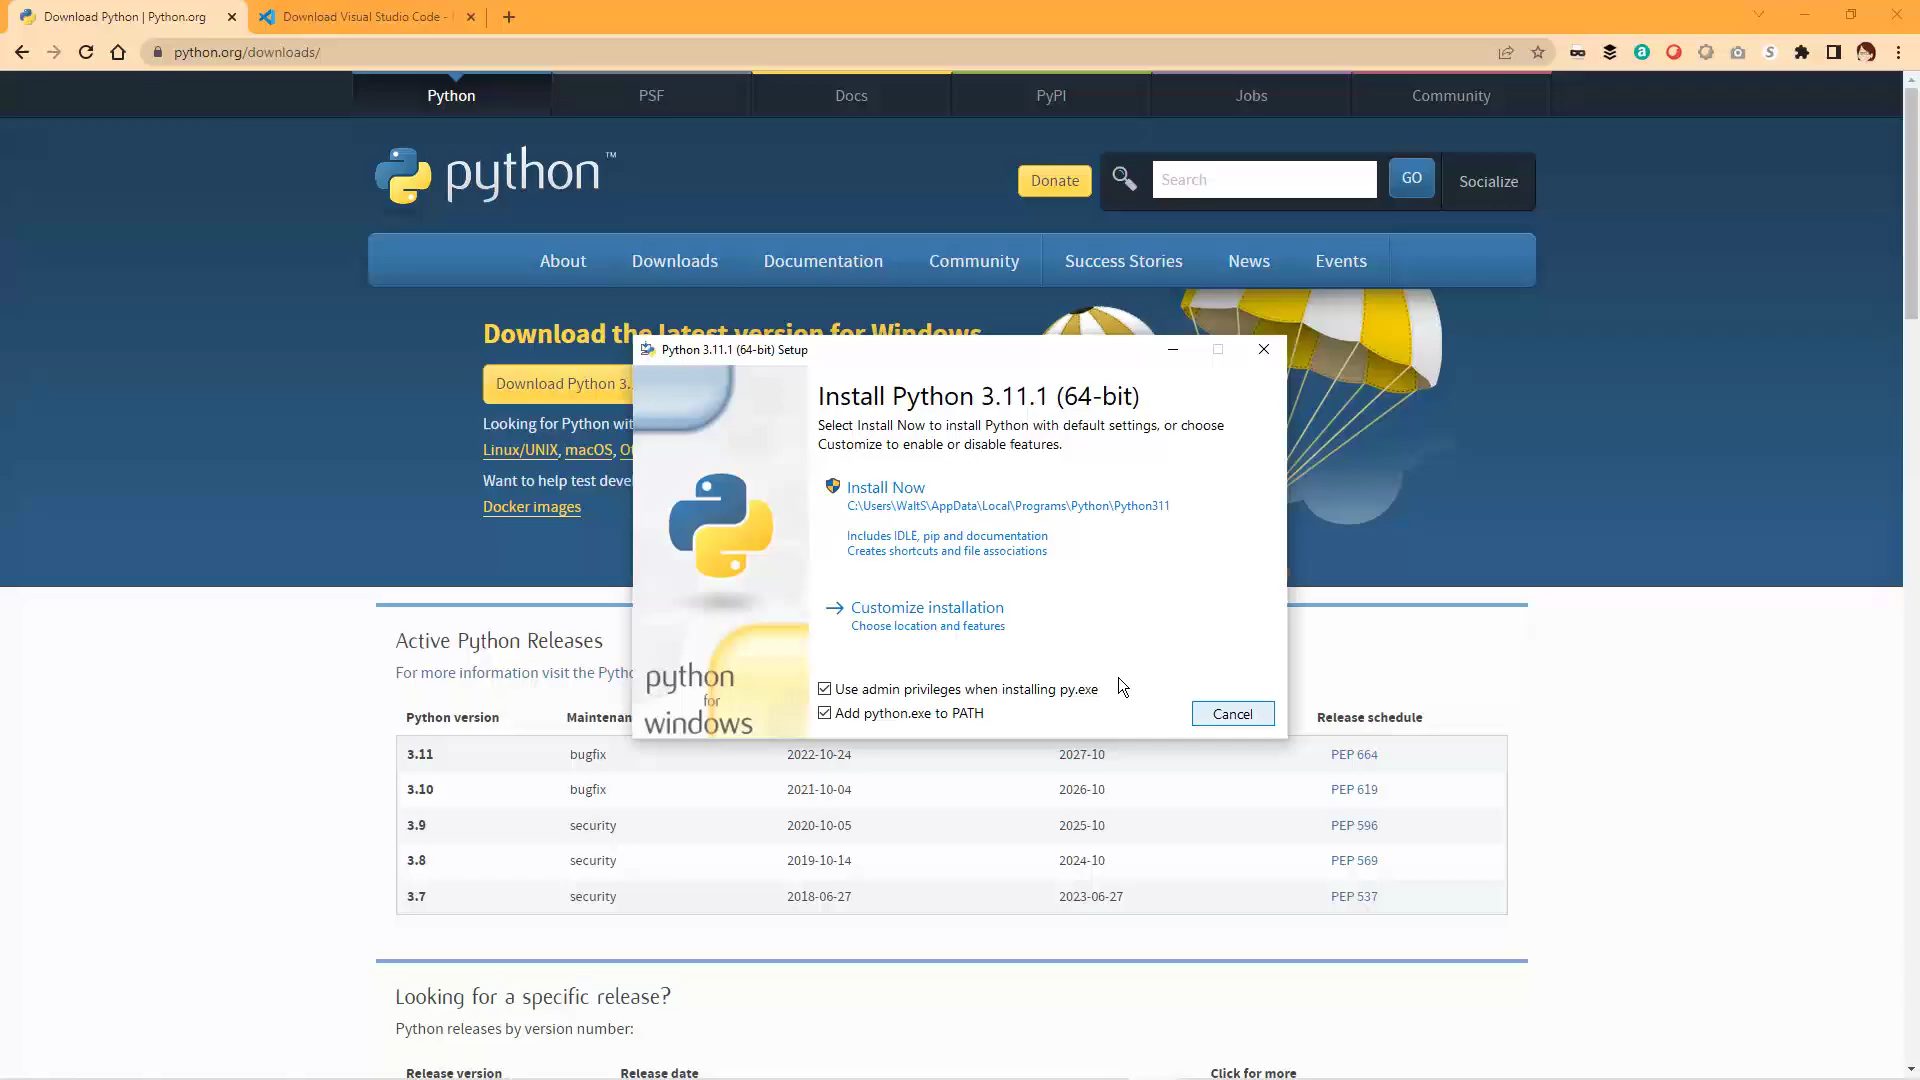 Download Python | Python.org
Download Visual Studio Code -
python.org/downloads/
Python
PSF
Docs
PyPI
Jobs
Community
python™
Donate
Search
GO
Socialize
About
Downloads
Documentation
Community
Success Stories
News
Events
Download the latest version for Windows
Download Python 3.
Looking for Python wit
Linux/UNIX, macOS, Ot
Want to help test deve
Docker images
Python 3.11.1 (64-bit) Setup
Install Python 3.11.1 (64-bit)
Select Install Now to install Python with default settings, or choose
Customize to enable or disable features.
Install Now
C:\Users\WaltS\AppData\Local\Programs\Python\Python311
Includes IDLE, pip and documentation
Creates shortcuts and file associations
Customize installation
Choose location and features
Use admin privileges when installing py.exe
Add python.exe to PATH
Cancel
python
for
windows
Active Python Releases
For more information visit the Pytho
Python version
Maintenan
Release schedule
3.11 bugfix 2022-10-24 2027-10 PEP 664
3.10 bugfix 2021-10-04 2026-10 PEP 619
3.9 security 2020-10-05 2025-10 PEP 596
3.8 security 2019-10-14 2024-10 PEP 569
3.7 security 2018-06-27 2023-06-27 PEP 537
Looking for a specific release?
Python releases by version number:
Release version
Release date
Click for more